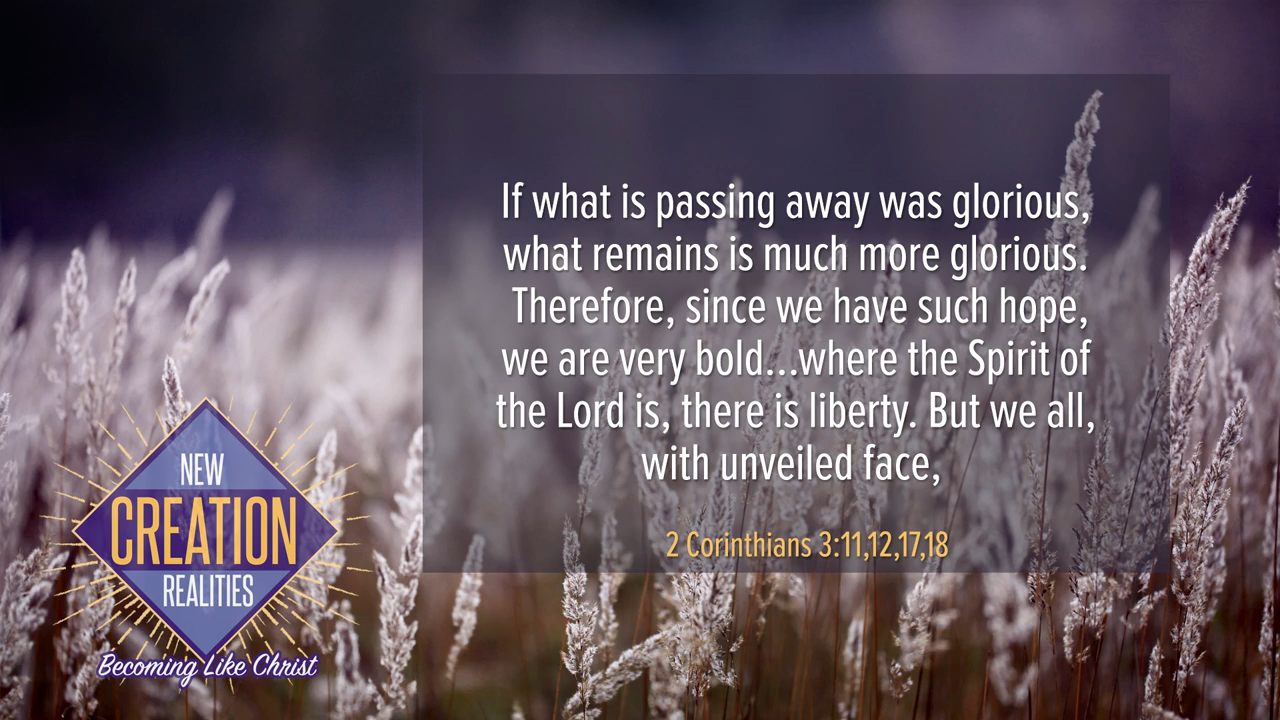 If what is passing away was glorious,
what remains is much more glorious.
Therefore, since we have such hope,
we are very bold...where the Spirit of
the Lord is, there is liberty. But we all,
with unveiled face,
2 Corinthians 3:11,12,17,18
NEW
CREATION
REALITIES
Becoming Like Christ